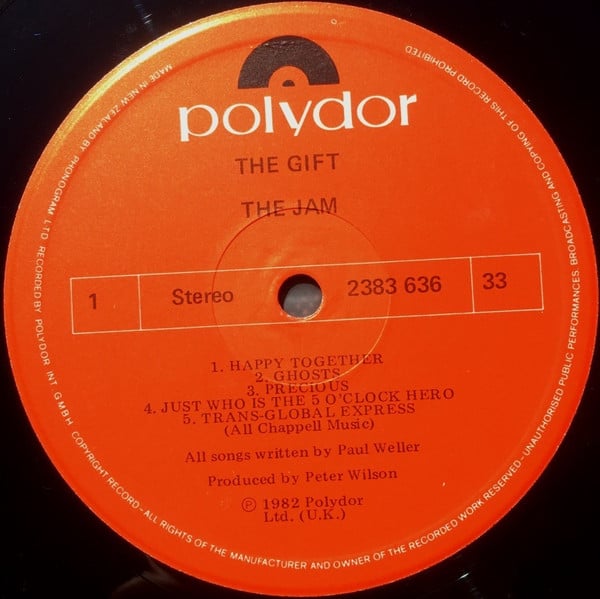 polydor
THE GIFT
THE JAM
1 Stereo 2383 636 33
1. HAPPY TOGETHER
2. GHOSTS
3. PRECIOUS
4. JUST WHO IS THE 5 O'CLOCK HERO
5. TRANS-GLOBAL EXPRESS
(All Chappell Music)
All songs written by Paul Weller
Produced by Peter Wilson
Ⓟ 1982 Polydor
Ltd. (U.K.)
MADE IN NEW ZEALAND BY PHONOGRAM LTD RECORDED BY POLYDOR INT GMBH COPYRIGHT RECORD - ALL RIGHTS OF THE MANUFACTURER AND OWNER OF THE RECORDED WORK RESERVED - UNAUTHORISED PUBLIC PERFORMANCES. BROADCASTING AND COPYING OF THIS RECORD PROHIBITED